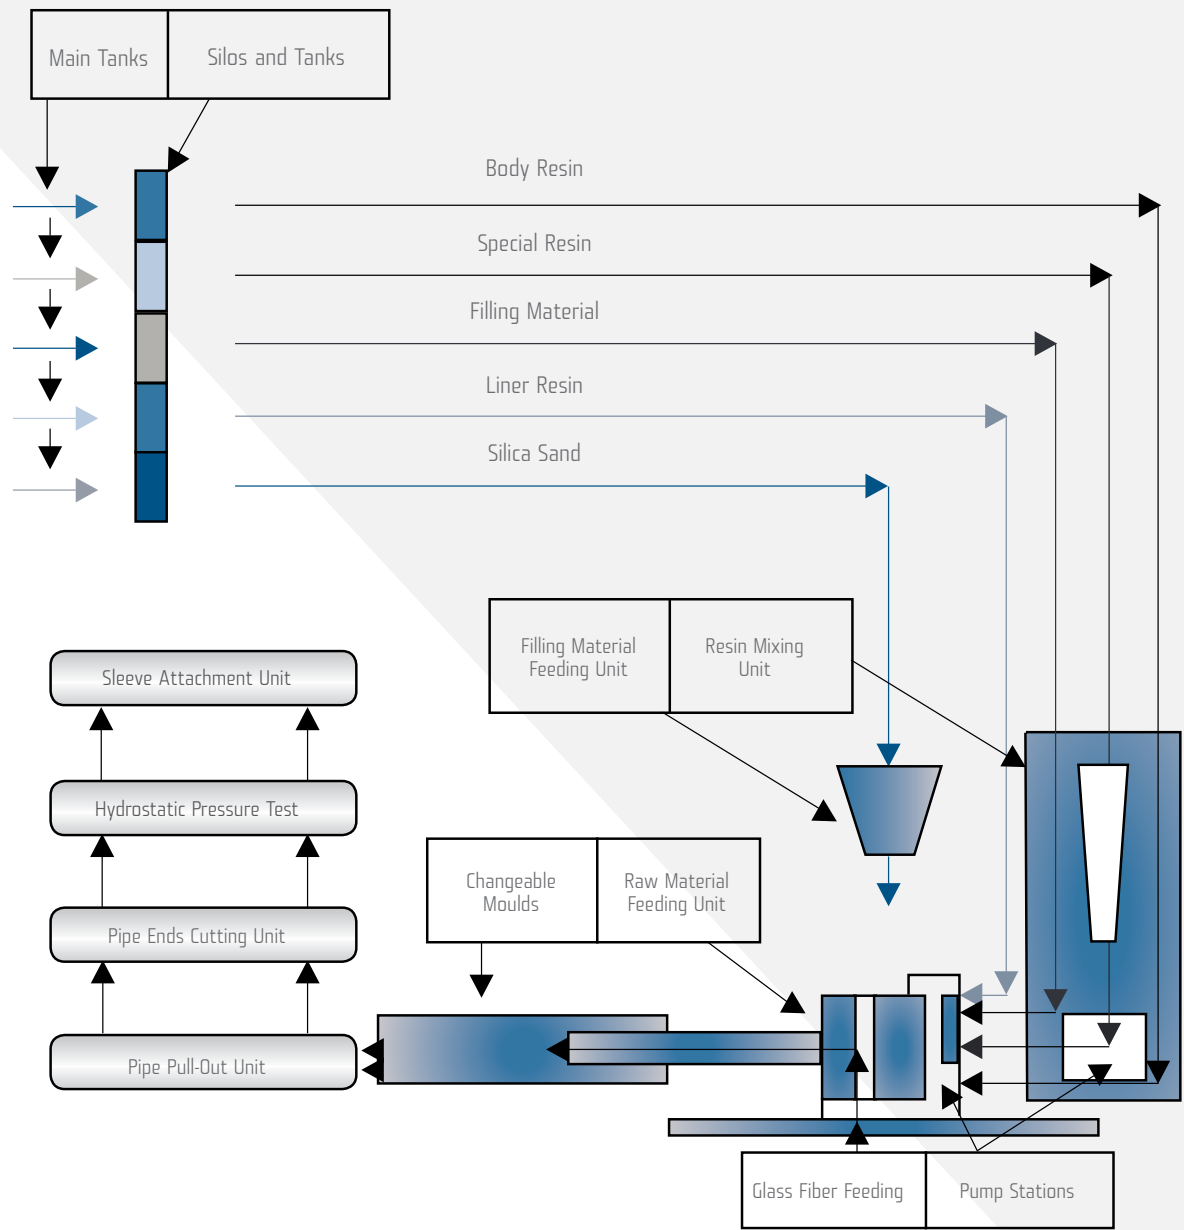 Main Tanks
Silos and Tanks
Body Resin
Special Resin
Filling Material
Liner Resin
Silica Sand
Filling Material
Feeding Unit
Resin Mixing
Unit
Sleeve Attachment Unit
Hydrostatic Pressure Test
Pipe Ends Cutting Unit
Pipe Pull-Out Unit
Changeable
Moulds
Raw Material
Feeding Unit
Glass Fiber Feeding
Pump Stations